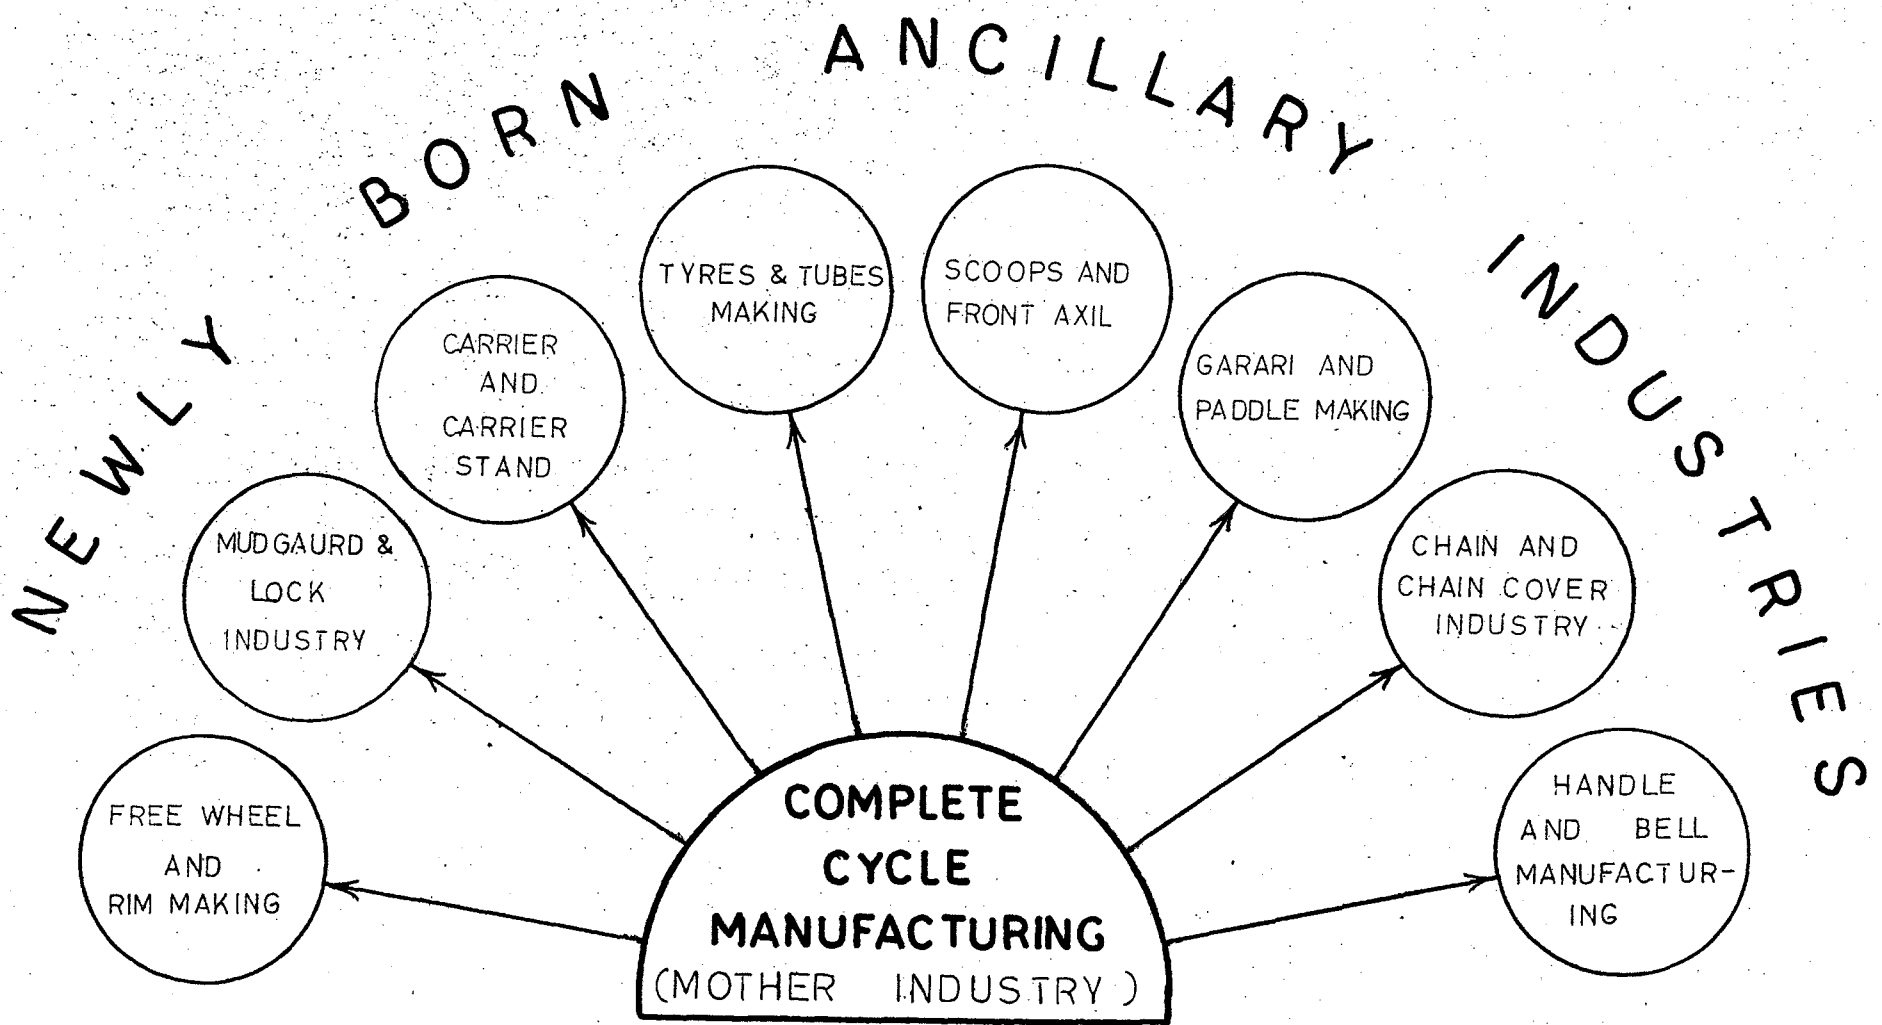 NEWLY BORN ANCILLARY INDUSTRIES
TYRES & TUBES
MAKING
SCOOPS AND
FRONT AXIL
CARRIER
AND
CARRIER
STAND
GARARI AND
PADDLE MAKING
MUDGAURD &
LOCK
INDUSTRY
CHAIN AND
CHAIN COVER
INDUSTRY
FREE WHEEL
AND
RIM MAKING
HANDLE
AND BELL
MANUFACTUR-
ING
COMPLETE
CYCLE
MANUFACTURING
(MOTHER INDUSTRY)